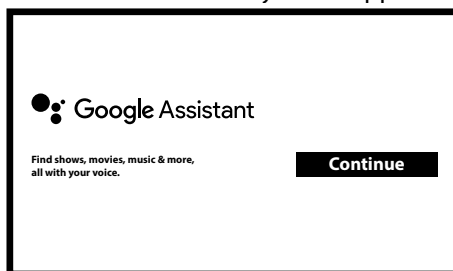 Google Assistant
Find shows, movies, music & more,
all with your voice.
Continue